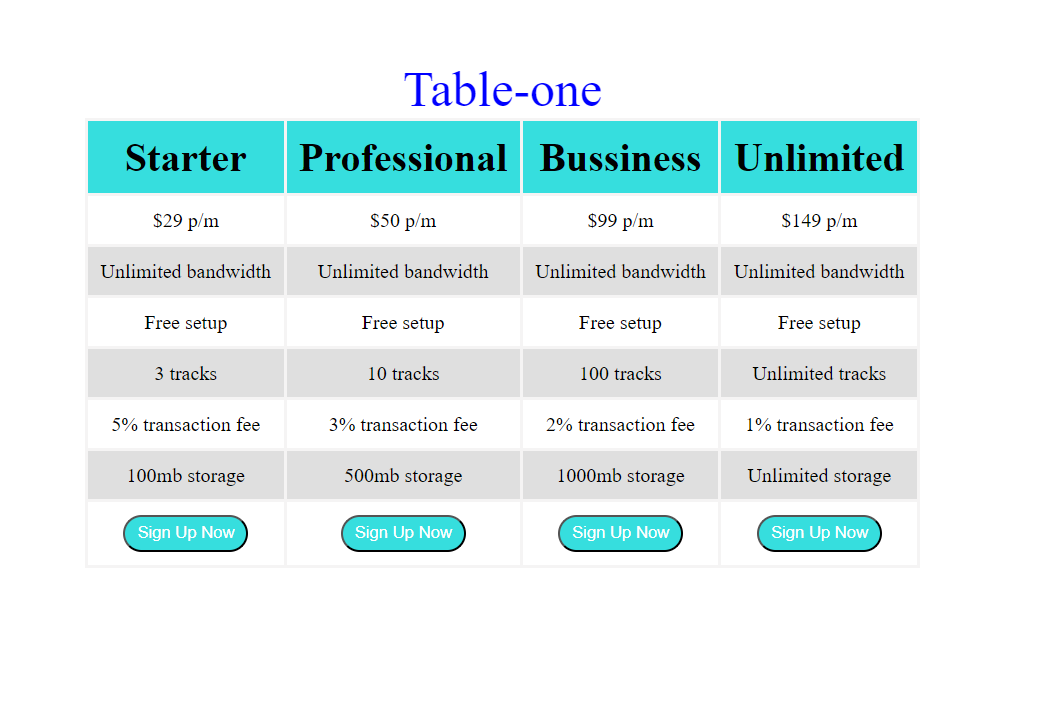 Table-one
Starter Professional Bussiness Unlimited
$29 p/m $50 p/m $99 p/m $149 p/m
Unlimited bandwidth Unlimited bandwidth Unlimited bandwidth Unlimited bandwidth
Free setup Free setup Free setup Free setup
3 tracks 10 tracks 100 tracks Unlimited tracks
5% transaction fee 3% transaction fee 2% transaction fee 1% transaction fee
100mb storage 500mb storage 1000mb storage Unlimited storage
Sign Up Now Sign Up Now Sign Up Now Sign Up Now